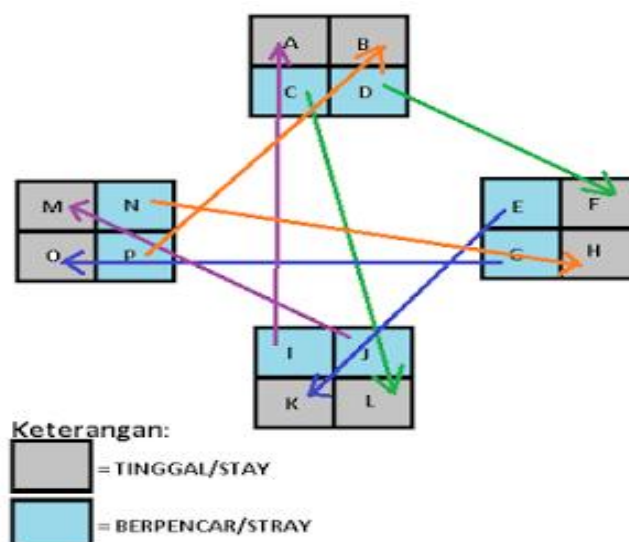 A B
C D
M N
O P
E F
G H
I J
K L
Keterangan:
= TINGGAL/STAY
= BERPENCAR/STRAY